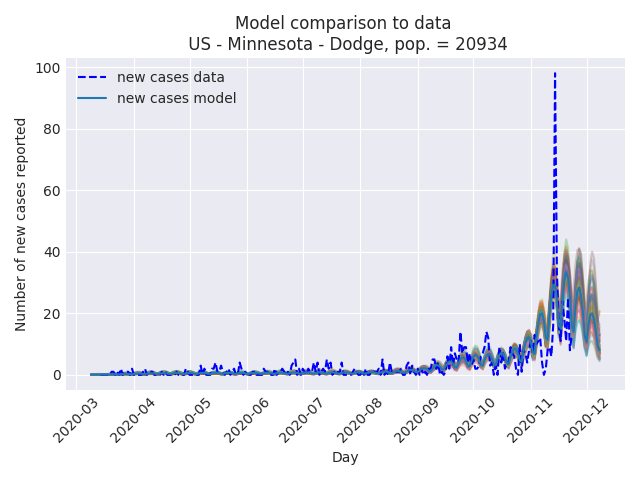 Model comparison to data
US - Minnesota - Dodge, pop. = 20934
new cases data
new cases model
Number of new cases reported
100
80
60
40
20
0
2020-03
2020-04
2020-05
2020-06
2020-07
2020-08
2020-09
2020-10
2020-11
2020-12
Day